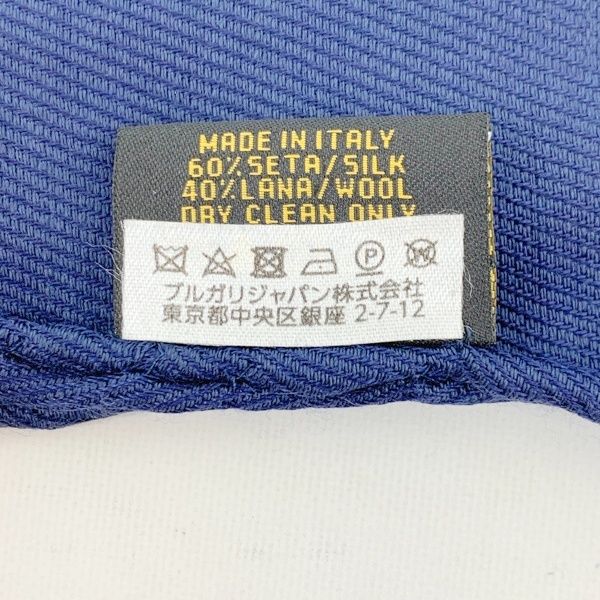 MADE IN ITALY
60%SETA/SILK
40%LANA/WOOL
DRY CLEAN ONLY
ブルガリジャパン株式会社
東京都中央区銀座 2-7-12